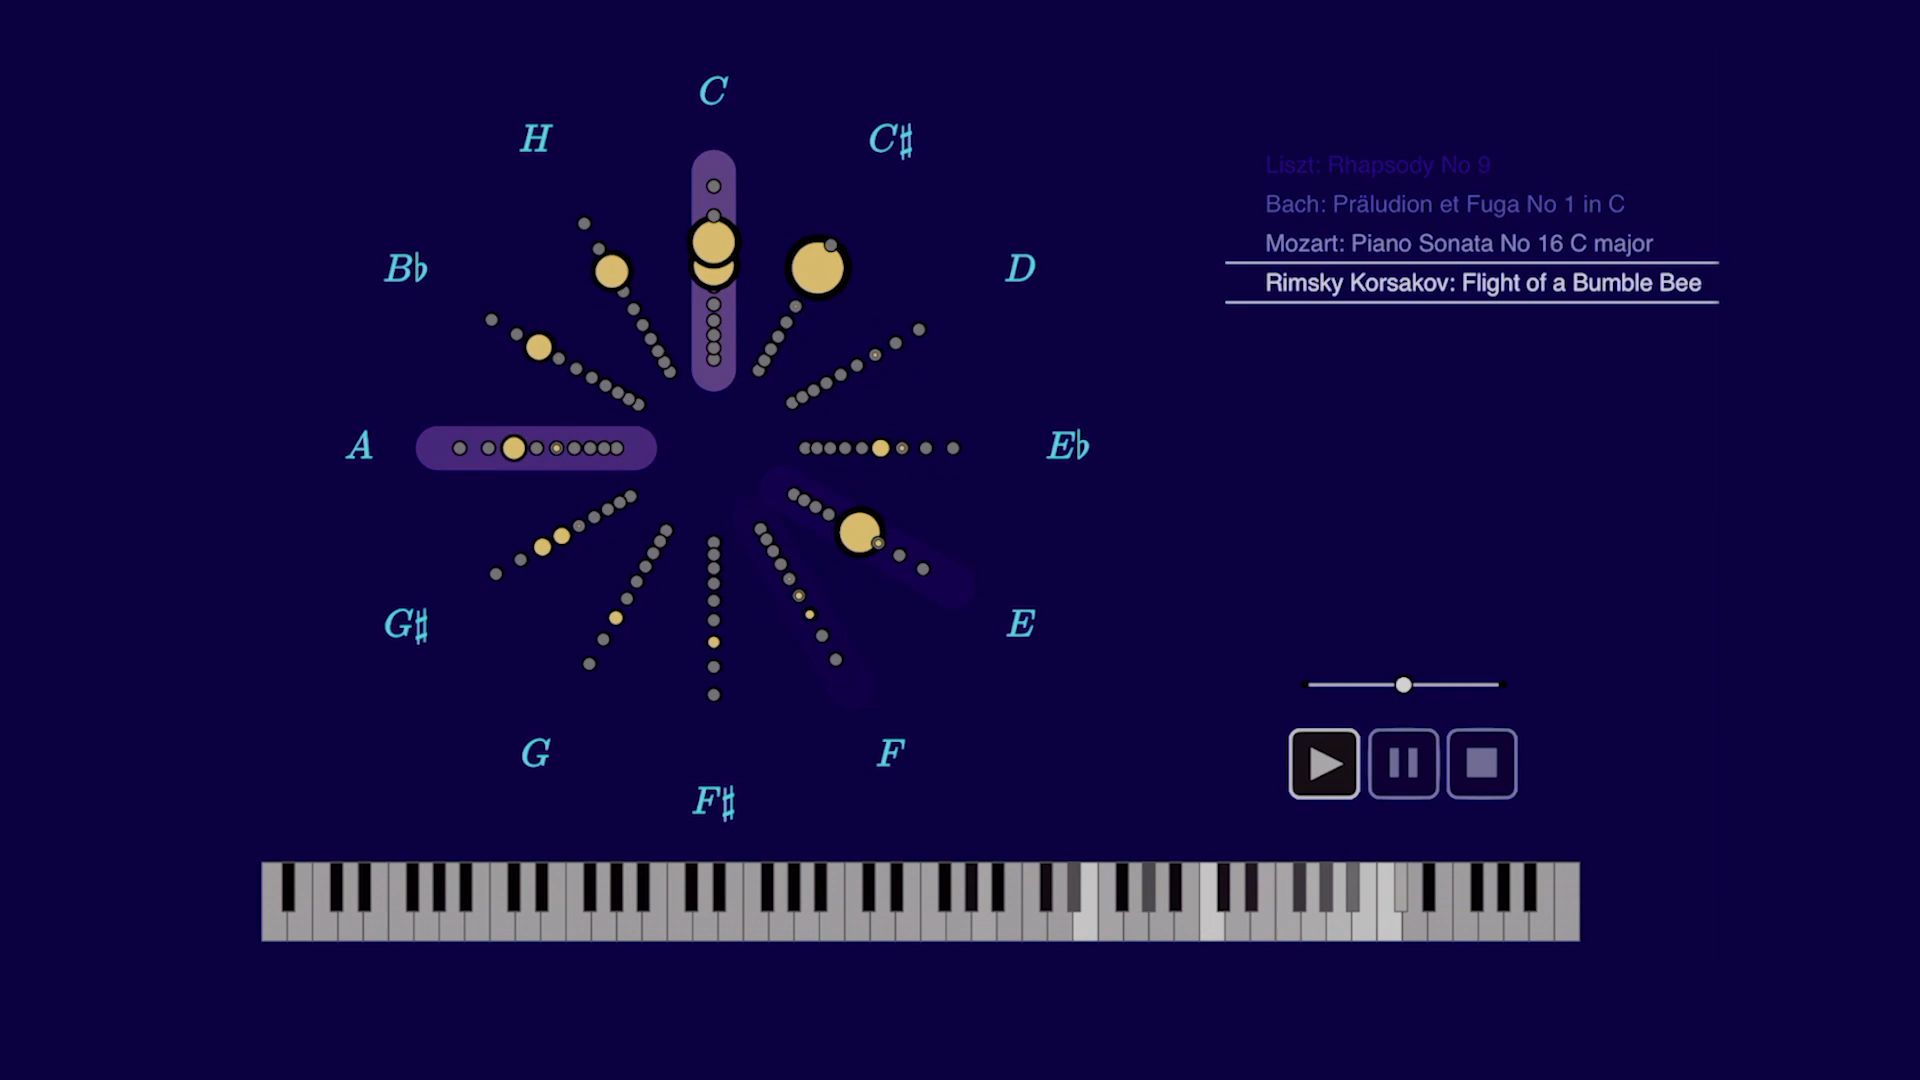 C
H
C♯
B♭
D
A
E♭
G♯
E
G
F
F♯
Liszt: Rhapsody No 9
Bach: Präludion et Fuga No 1 in C
Mozart: Piano Sonata No 16 C major
Rimsky Korsakov: Flight of a Bumble Bee